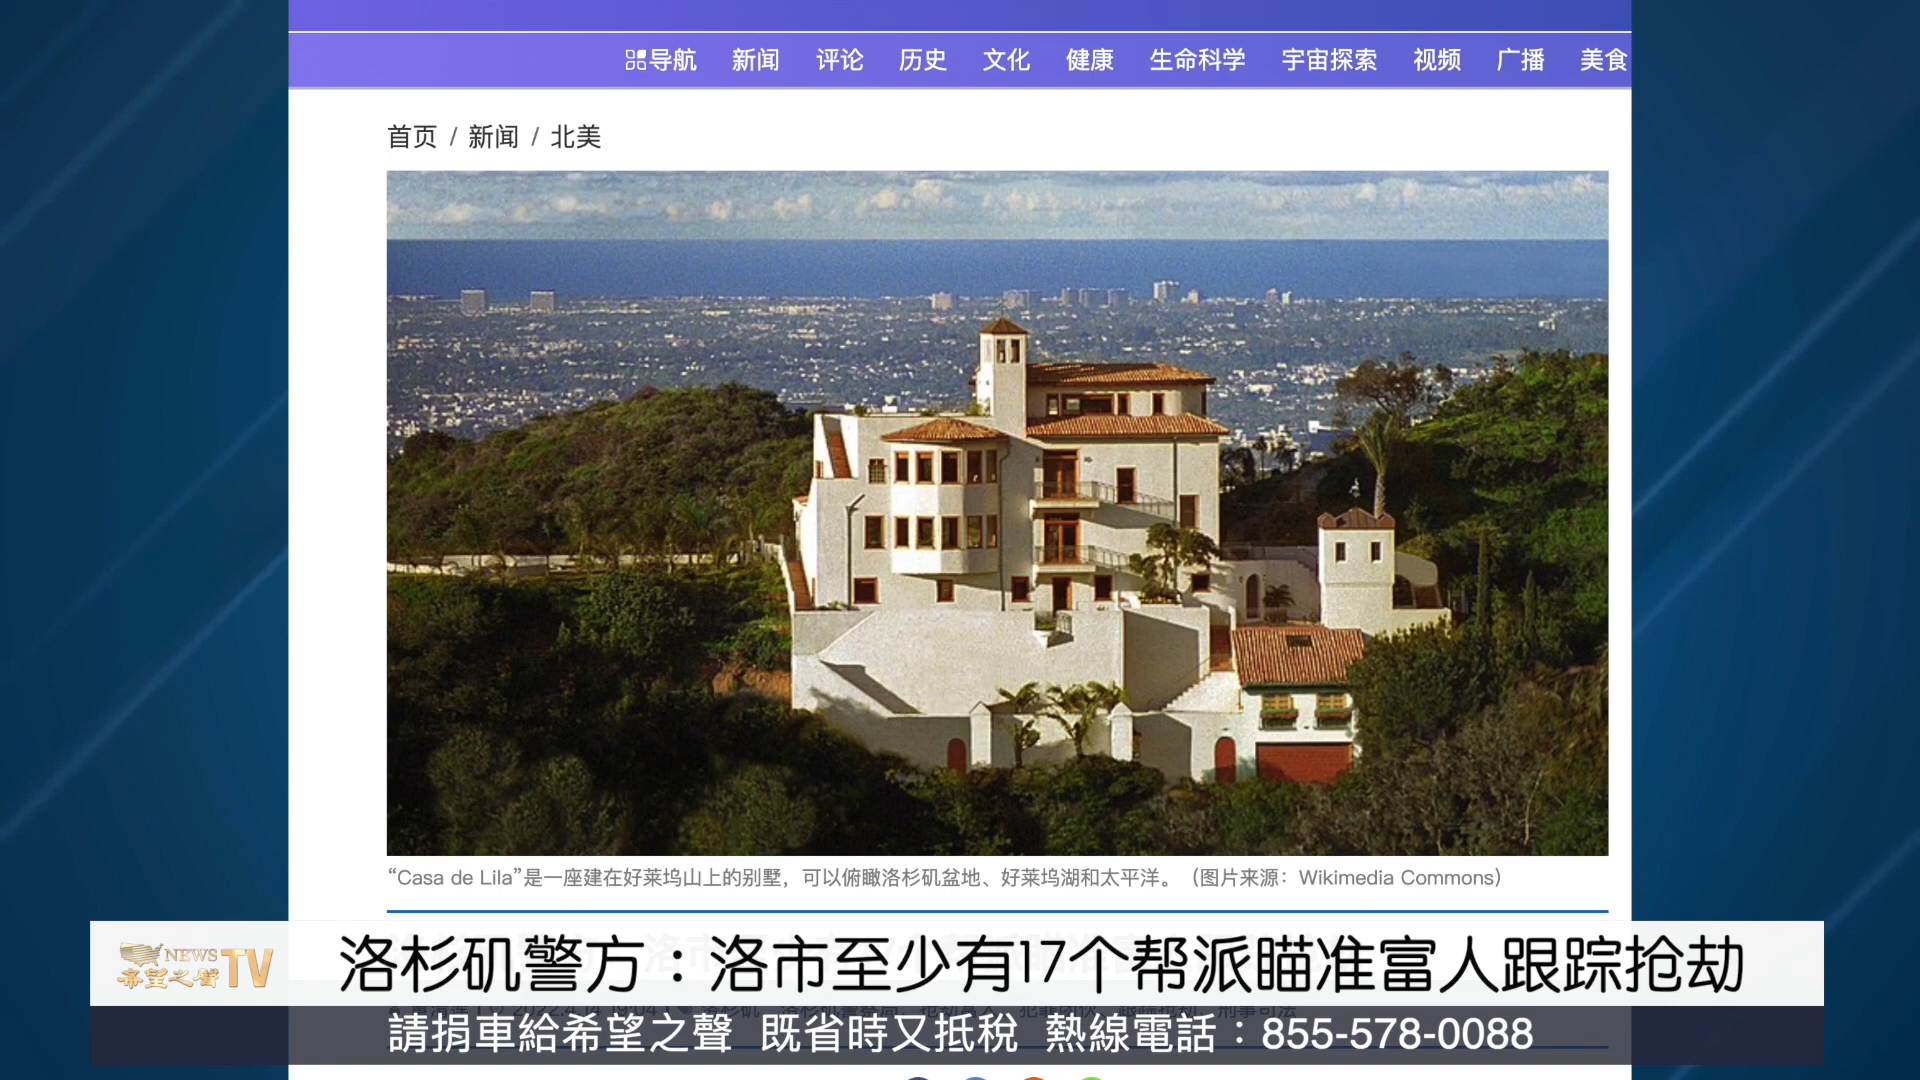 导航 新闻 评论 历史 文化 健康 生命科学 宇宙探索 视频 广播 美食
首页 / 新闻 / 北美
“Casa de Lila”是一座建在好莱坞山上的别墅，可以俯瞰洛杉矶盆地、好莱坞湖和太平洋。（图片来源：Wikimedia Commons）
NEWS
希望之聲 TV
洛杉矶警方：洛市至少有17个帮派瞄准富人跟踪抢劫
請捐車給希望之聲 既省時又抵稅 熱線電話：855-578-0088